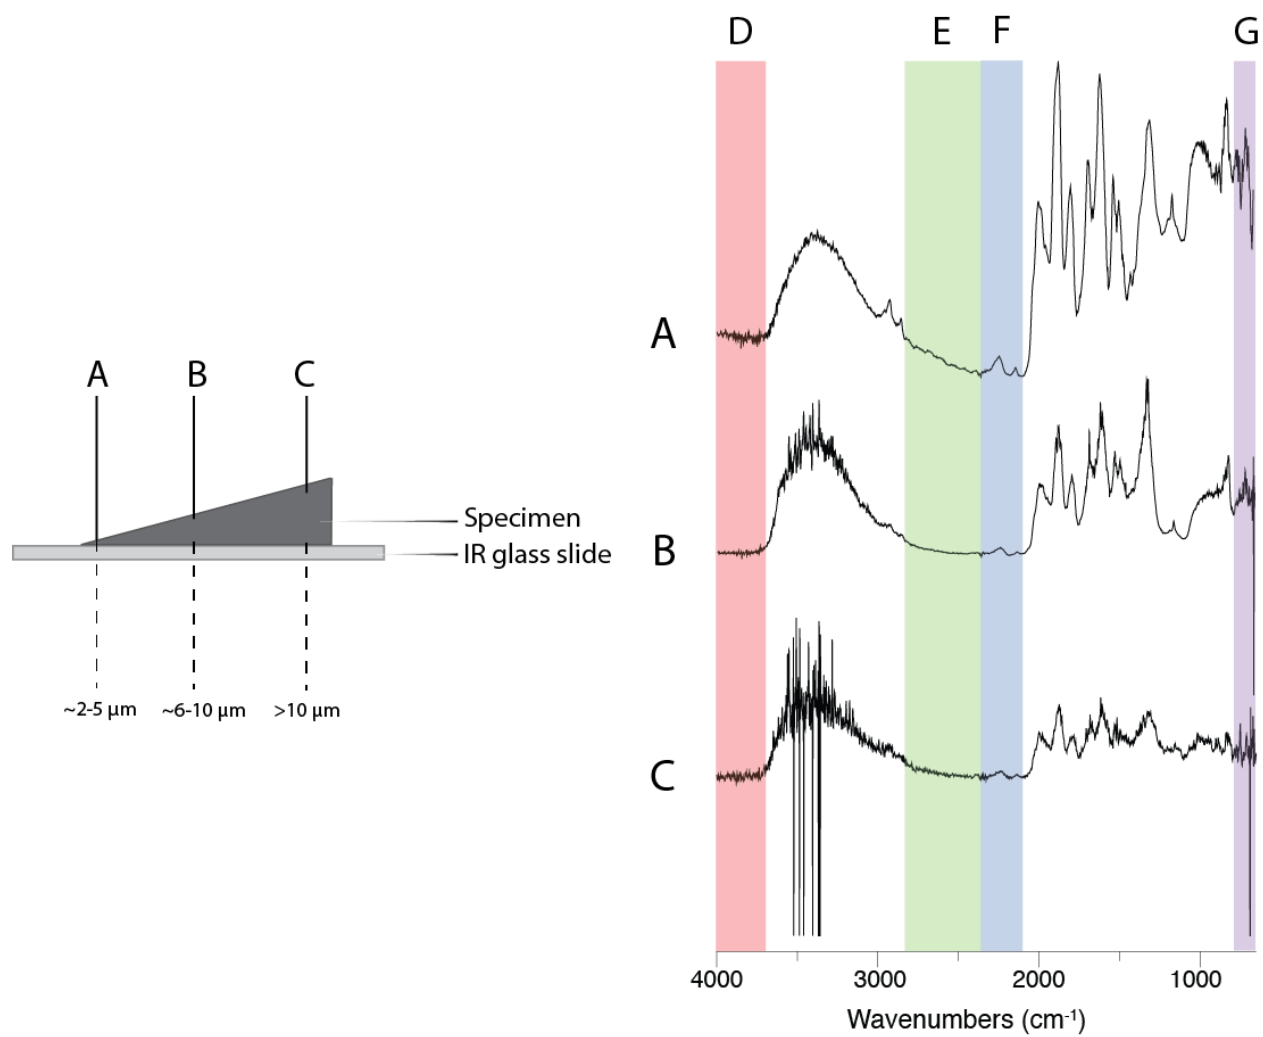 D E F G
A B C
A
B
C
Specimen
IR glass slide
~2-5 µm ~6-10 µm >10 µm
4000 3000 2000 1000
Wavenumbers (cm-1)